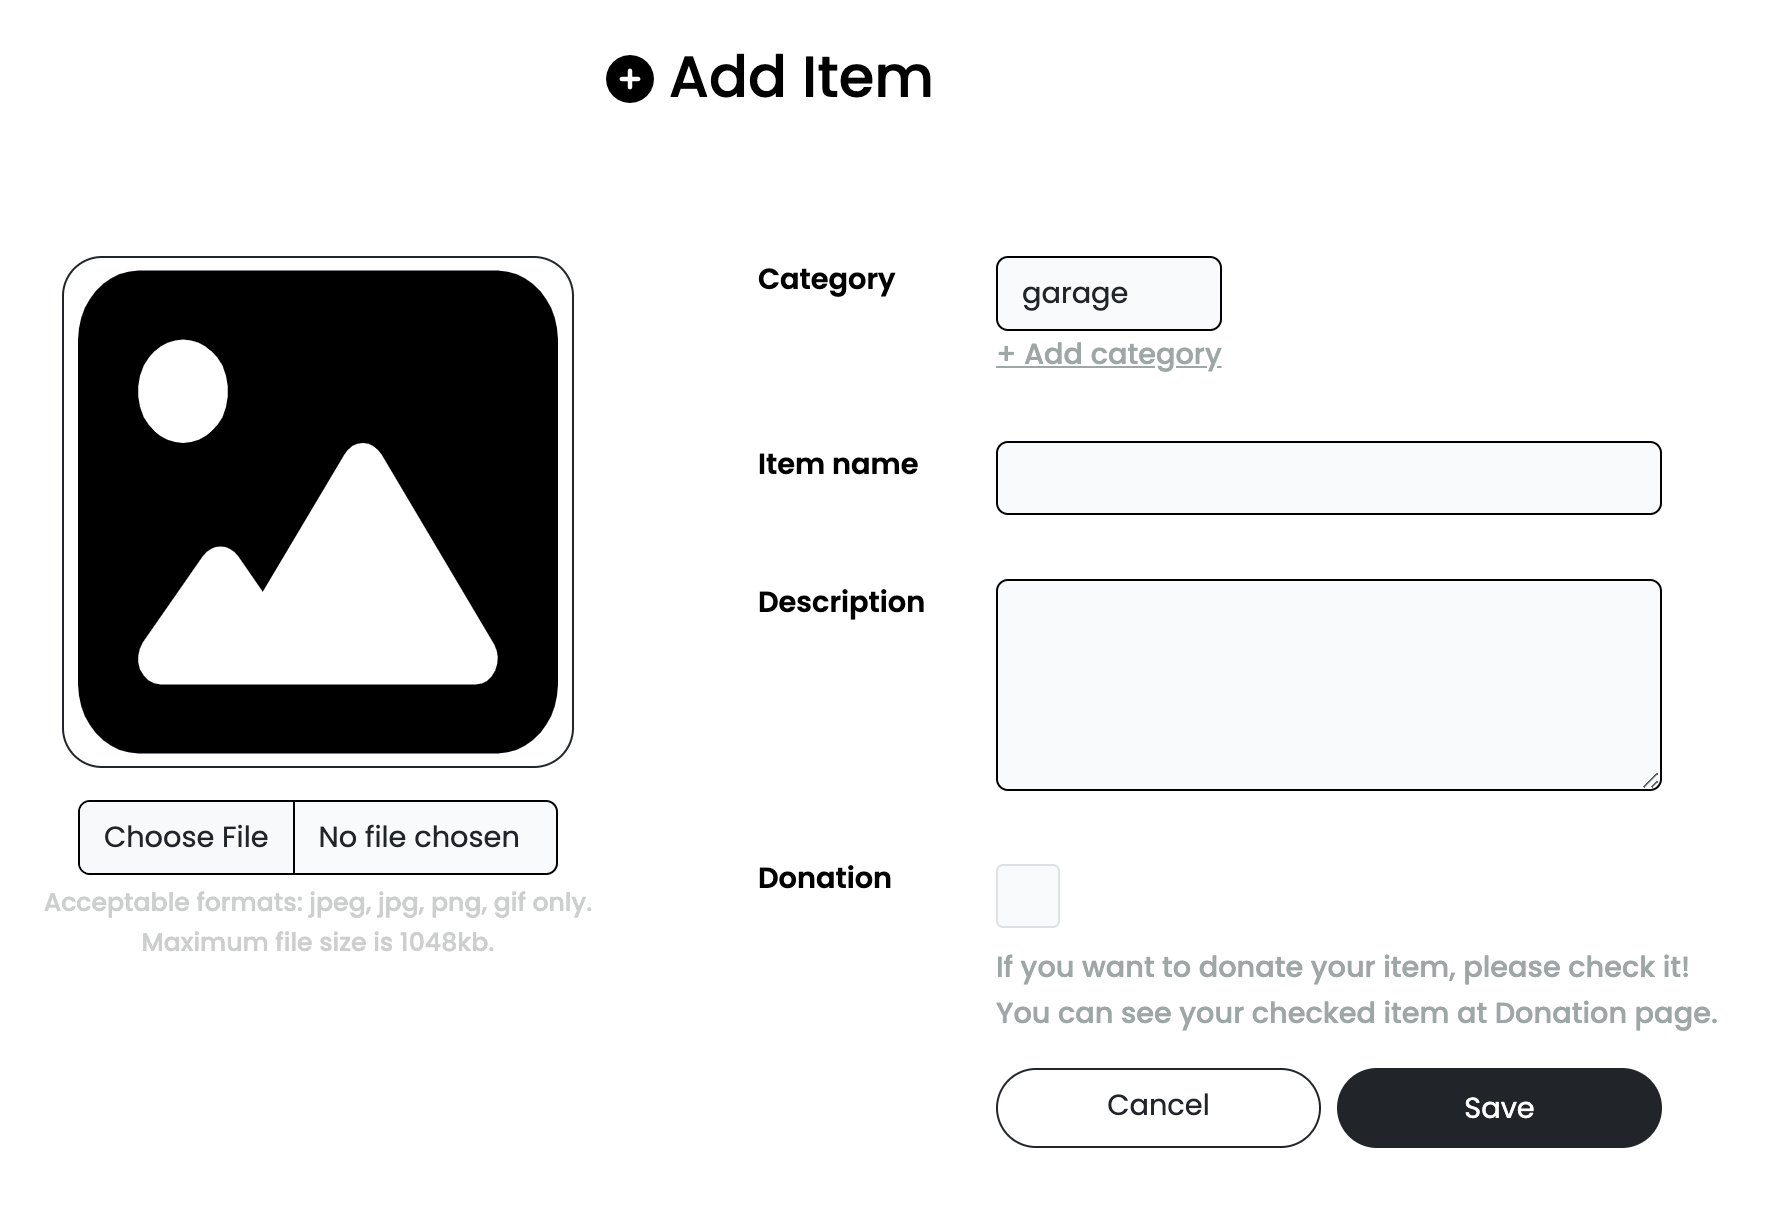 Add Item
Category
garage
+ Add category
Item name
Description
Choose File
No file chosen
Acceptable formats: jpeg, jpg, png, gif only.
Maximum file size is 1048kb.
Donation
If you want to donate your item, please check it!
You can see your checked item at Donation page.
Cancel
Save